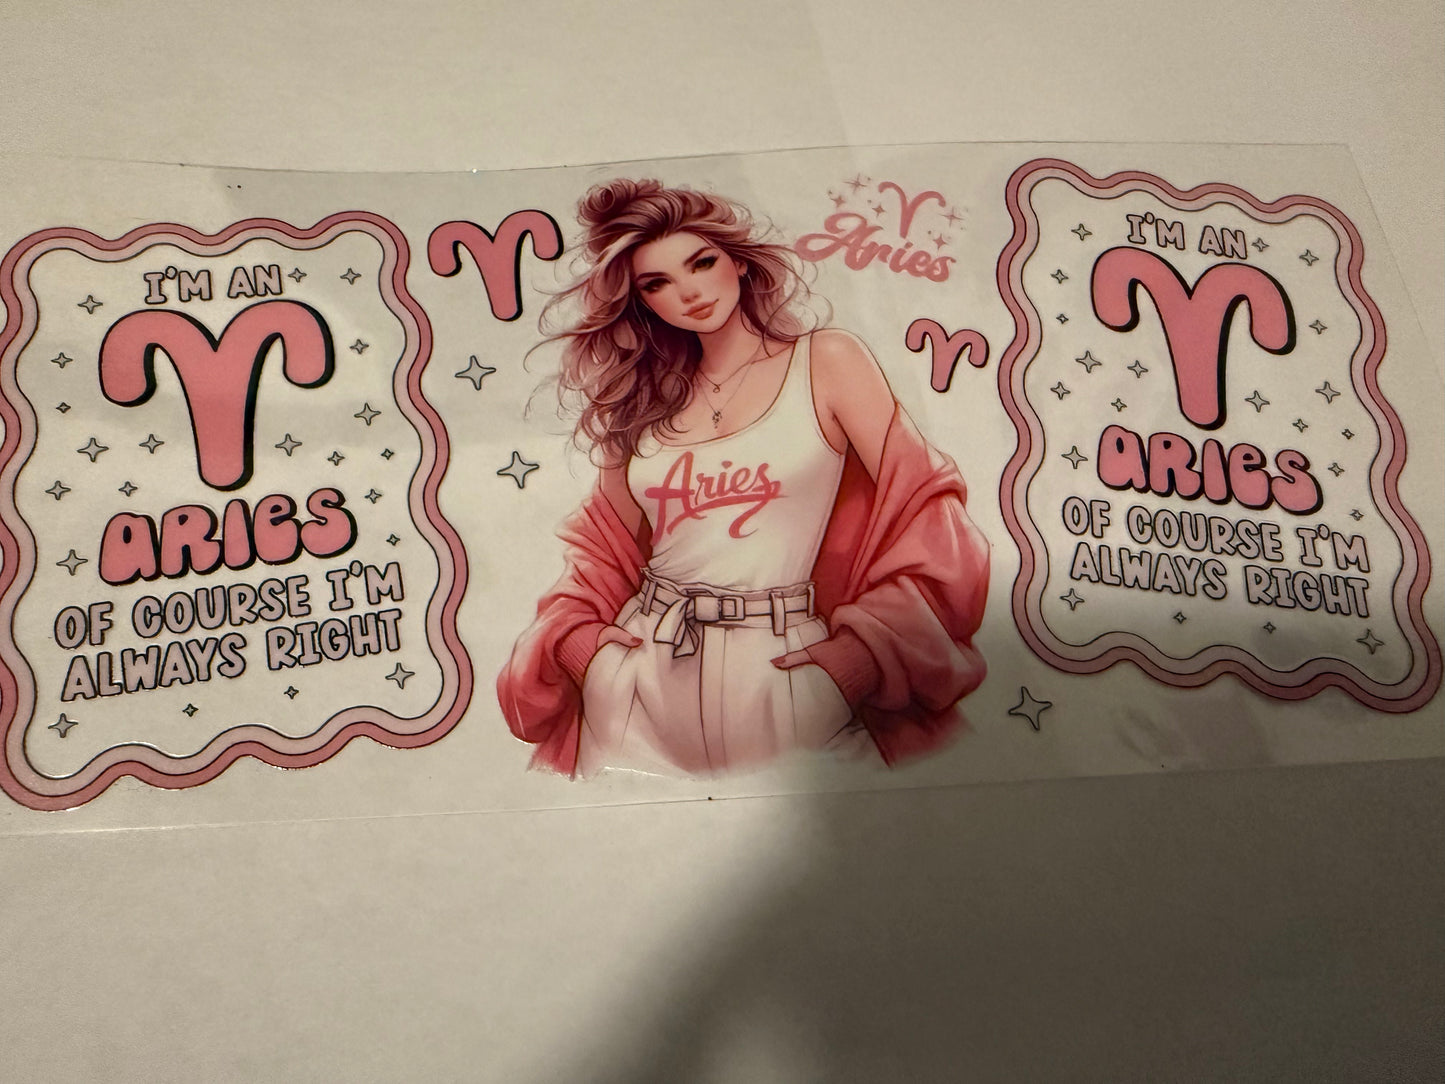 I'M AN
ARIES
OF COURSE I'M
ALWAYS RIGHT
Aries
Aries
I'M AN
ARIES
OF COURSE I'M
ALWAYS RIGHT